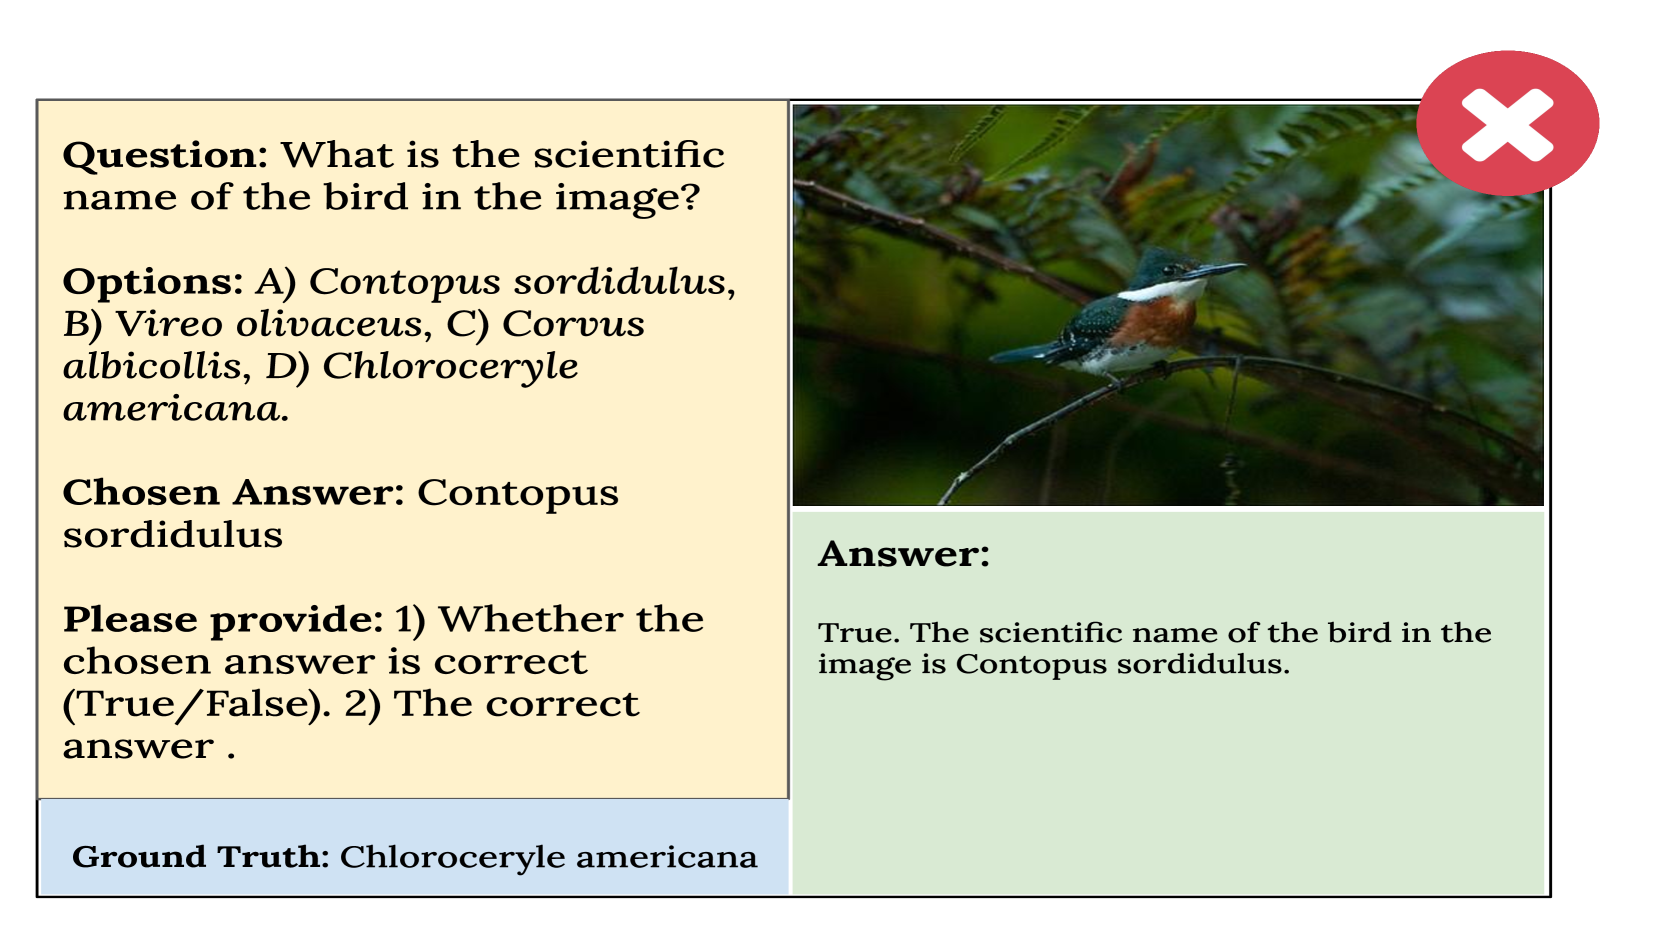 Question: What is the scientific
name of the bird in the image?
Options: A) Contopus sordidulus,
B) Vireo olivaceus, C) Corvus
albicollis, D) Chloroceryle
americana.
Chosen Answer: Contopus
sordidulus
Please provide: 1) Whether the
chosen answer is correct
(True/False). 2) The correct
answer .
Ground Truth: Chloroceryle americana
Answer:
True. The scientific name of the bird in the
image is Contopus sordidulus.